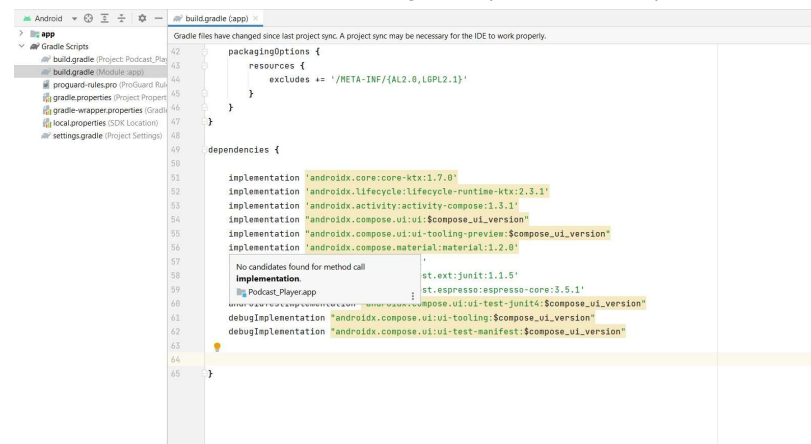 Android
build.gradle (:app)
app
Gradle Scripts
build.gradle (Project: Podcast_Play
build.gradle (Module :app)
proguard-rules.pro (ProGuard Rul
gradle.properties (Project Propert
gradle-wrapper.properties (Gradle
local.properties (SDK Location)
settings.gradle (Project Settings)
Gradle files have changed since last project sync. A project sync may be necessary for the IDE to work properly.
42 packagingOptions {
43 resources {
44 excludes += '/META-INF/{AL2.0,LGPL2.1}'
45 }
46 }
47 }
48
49 dependencies {
50
51 implementation 'androidx.core:core-ktx:1.7.0'
52 implementation 'androidx.lifecycle:lifecycle-runtime-ktx:2.3.1'
53 implementation 'androidx.activity:activity-compose:1.3.1'
54 implementation "androidx.compose.ui:ui:$compose_ui_version"
55 implementation "androidx.compose.ui:ui-tooling-preview:$compose_ui_version"
56 implementation 'androidx.compose.material:material:1.2.0'
57 '
58 st.ext:junit:1.1.5'
59 st.espresso:espresso-core:3.5.1'
60 androidTestImplementation "androidx.compose.ui:ui-test-junit4:$compose_ui_version"
61 debugImplementation "androidx.compose.ui:ui-tooling:$compose_ui_version"
62 debugImplementation "androidx.compose.ui:ui-test-manifest:$compose_ui_version"
63
64
65 }
No candidates found for method call
implementation.
Podcast_Player.app